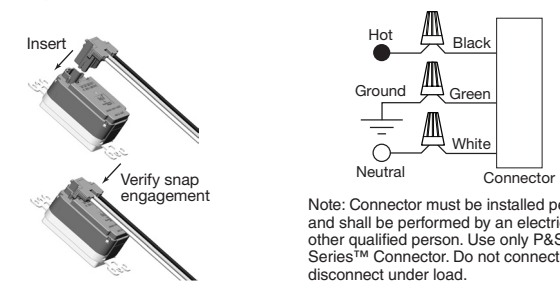 Insert
Verify snap
engagement
Hot
Black
Ground
Green
White
Neutral
Connector
Note: Connector must be installed
and shall be performed by an
other qualified person. Use only P&S
Series™ Connector. Do not connect
disconnect under load.